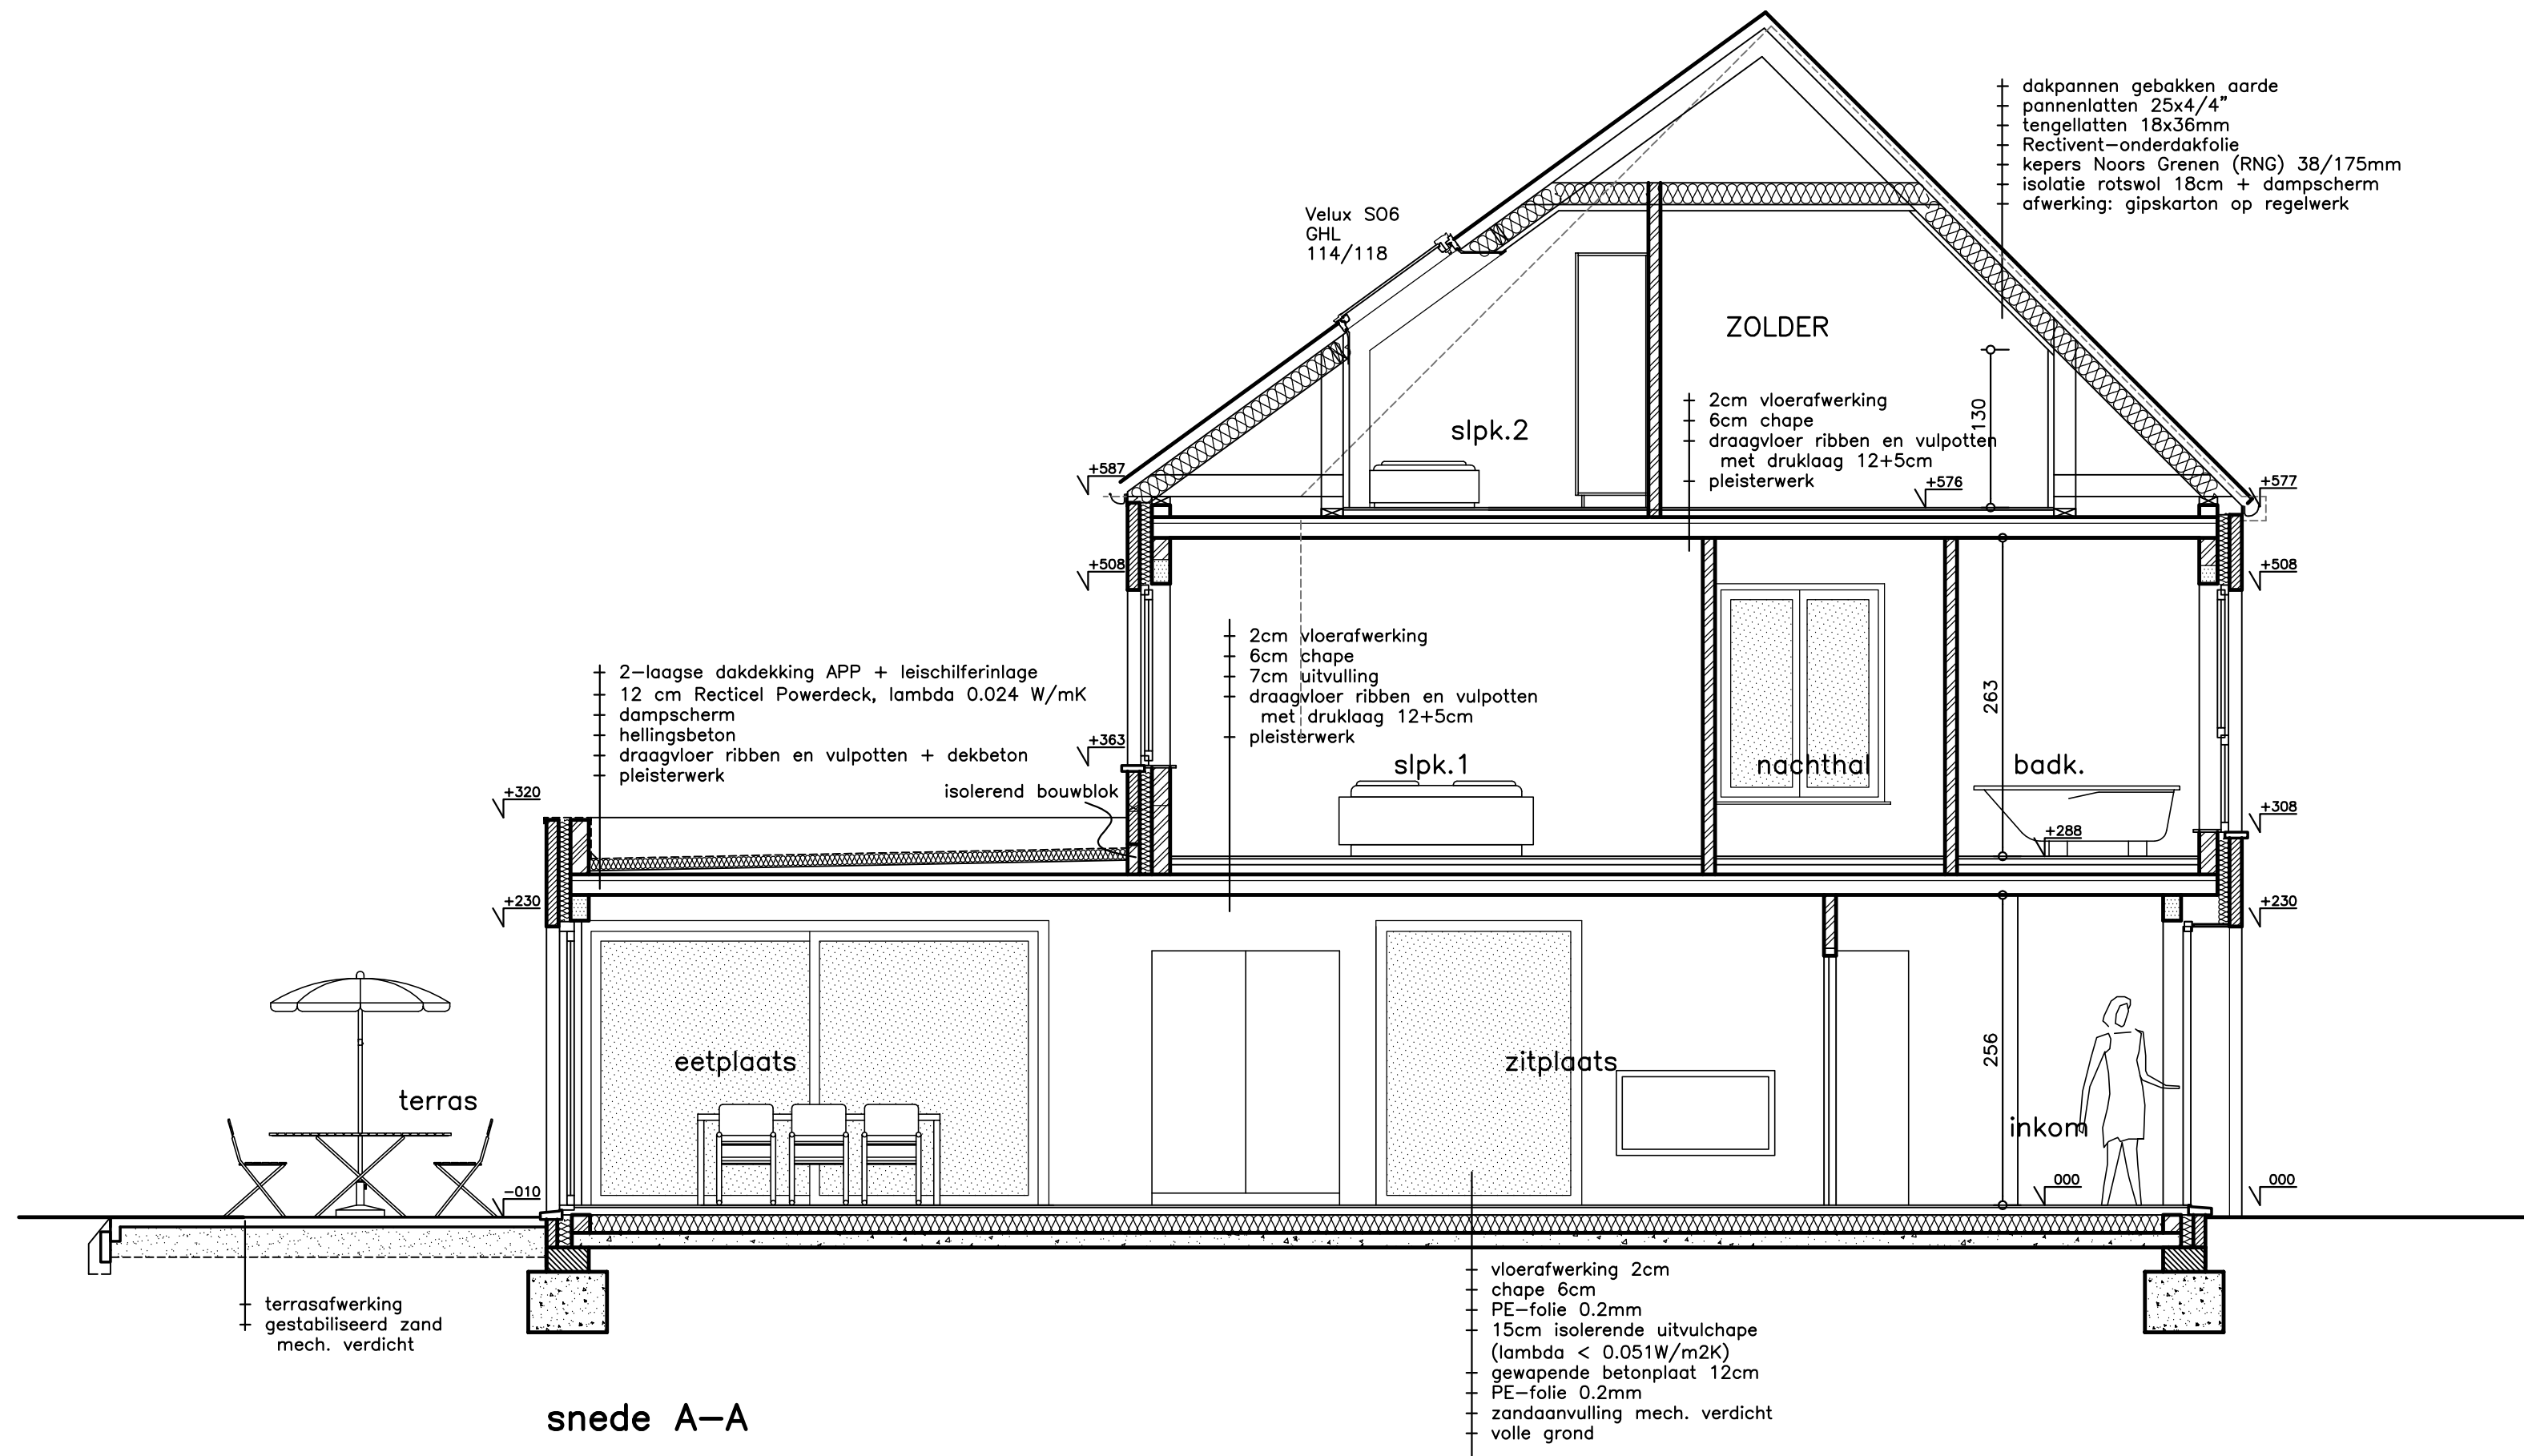 dakpannen gebakken aarde
pannenlatten 25x4/4”
tengellatten 18x36mm
Rectivent-onderdakfolie
kepers Noors Grenen (RNG) 38/175mm
isolatie rotswol 18cm + dampscherm
afwerking: gipskarton op regelwerk
Velux S06
GHL
114/118
ZOLDER
slpk.2
2cm vloerafwerking
6cm chape
draagvloer ribben en vulpotten
met druklaag 12+5cm
pleisterwerk
130
+587
+576
+577
+508
+508
2cm vloerafwerking
6cm chape
7cm uitvulling
draagvloer ribben en vulpotten
met druklaag 12+5cm
pleisterwerk
2-laagse dakdekking APP + leischilferinlage
12 cm Recticel Powerdeck, lambda 0.024 W/mK
dampscherm
hellingsbeton
draagvloer ribben en vulpotten + dekbeton
pleisterwerk
isolerend bouwblok
+363
263
slpk.1
nachthal
badk.
+320
+308
+288
+230
+230
eetplaats
zitplaats
256
terras
inkom
-010
000
000
terrasafwerking
gestabiliseerd zand
mech. verdicht
vloerafwerking 2cm
chape 6cm
PE-folie 0.2mm
15cm isolerende uitvulchape
(lambda < 0.051W/m2K)
gewapende betonplaat 12cm
PE-folie 0.2mm
zandaanvulling mech. verdicht
volle grond
snede A-A